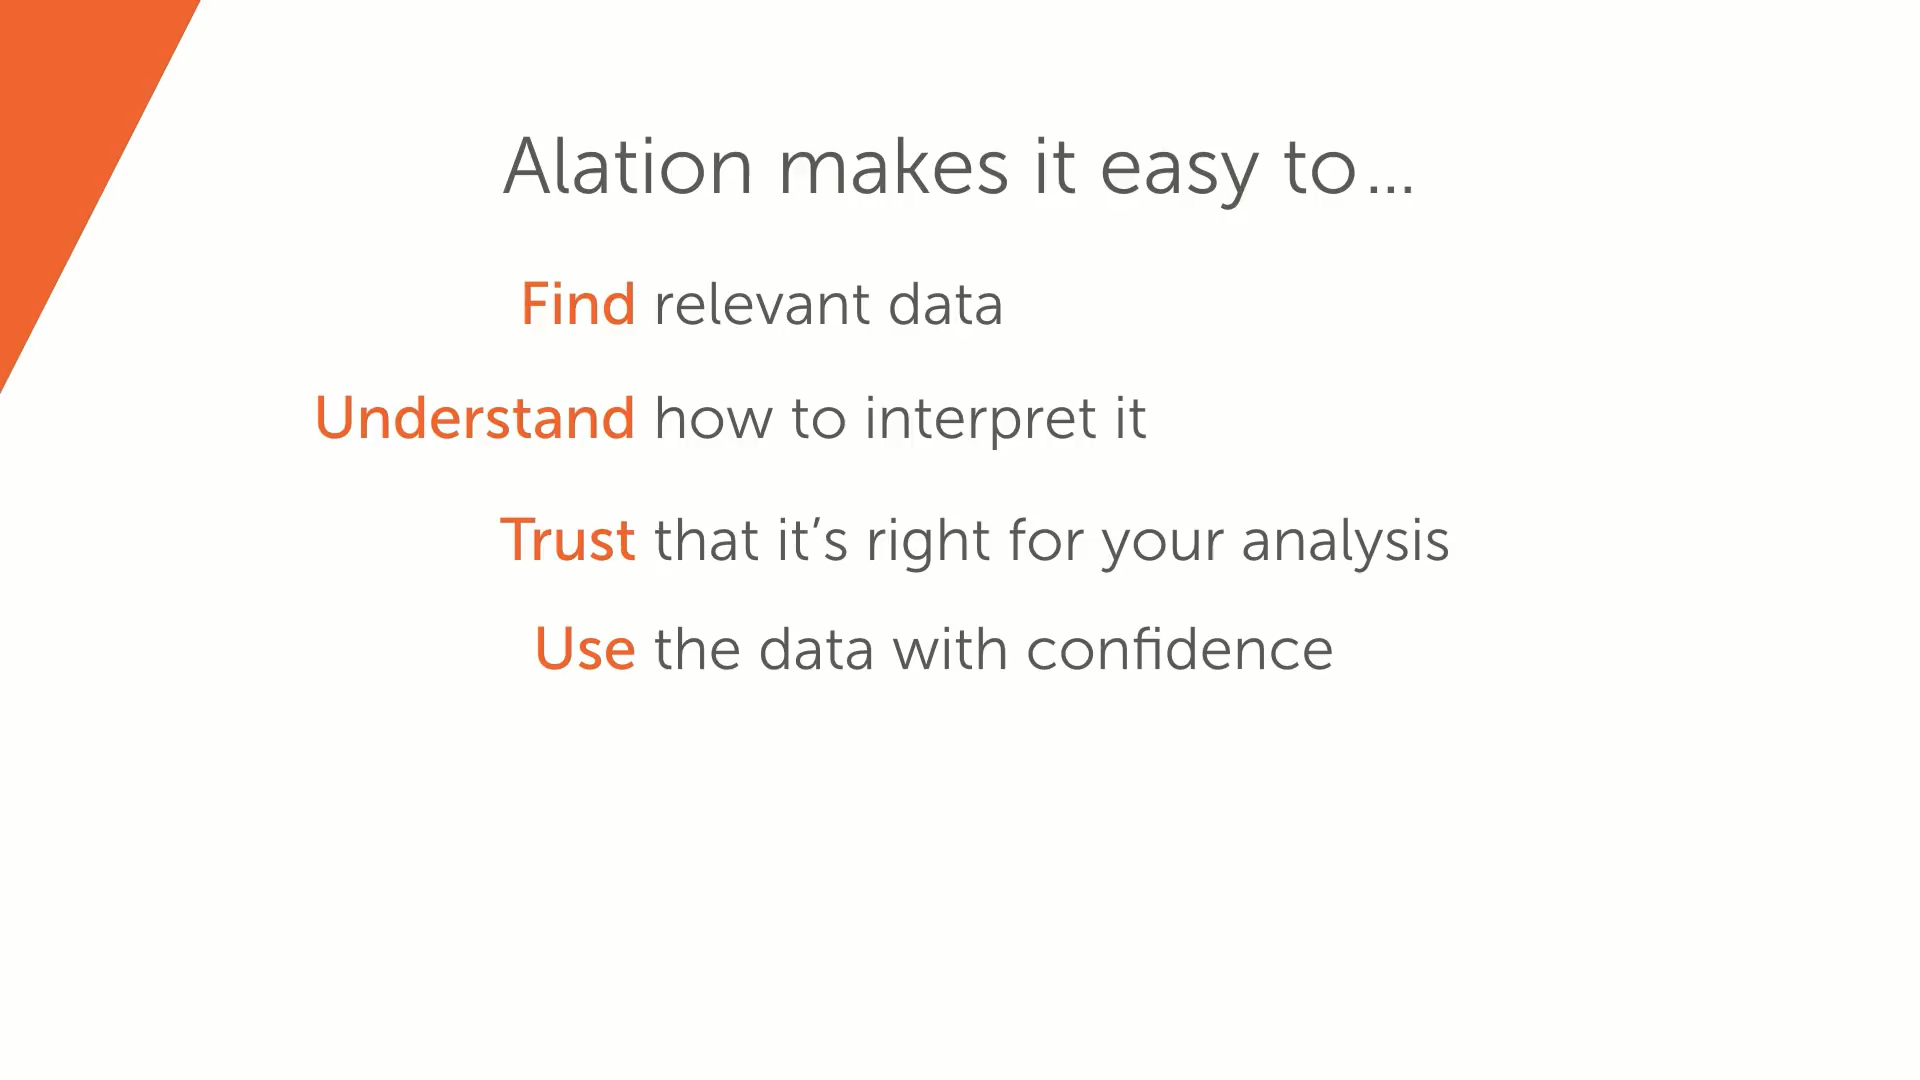 Alation makes it easy to...
Find relevant data
Understand how to interpret it
Trust that it’s right for your analysis
Use the data with confidence